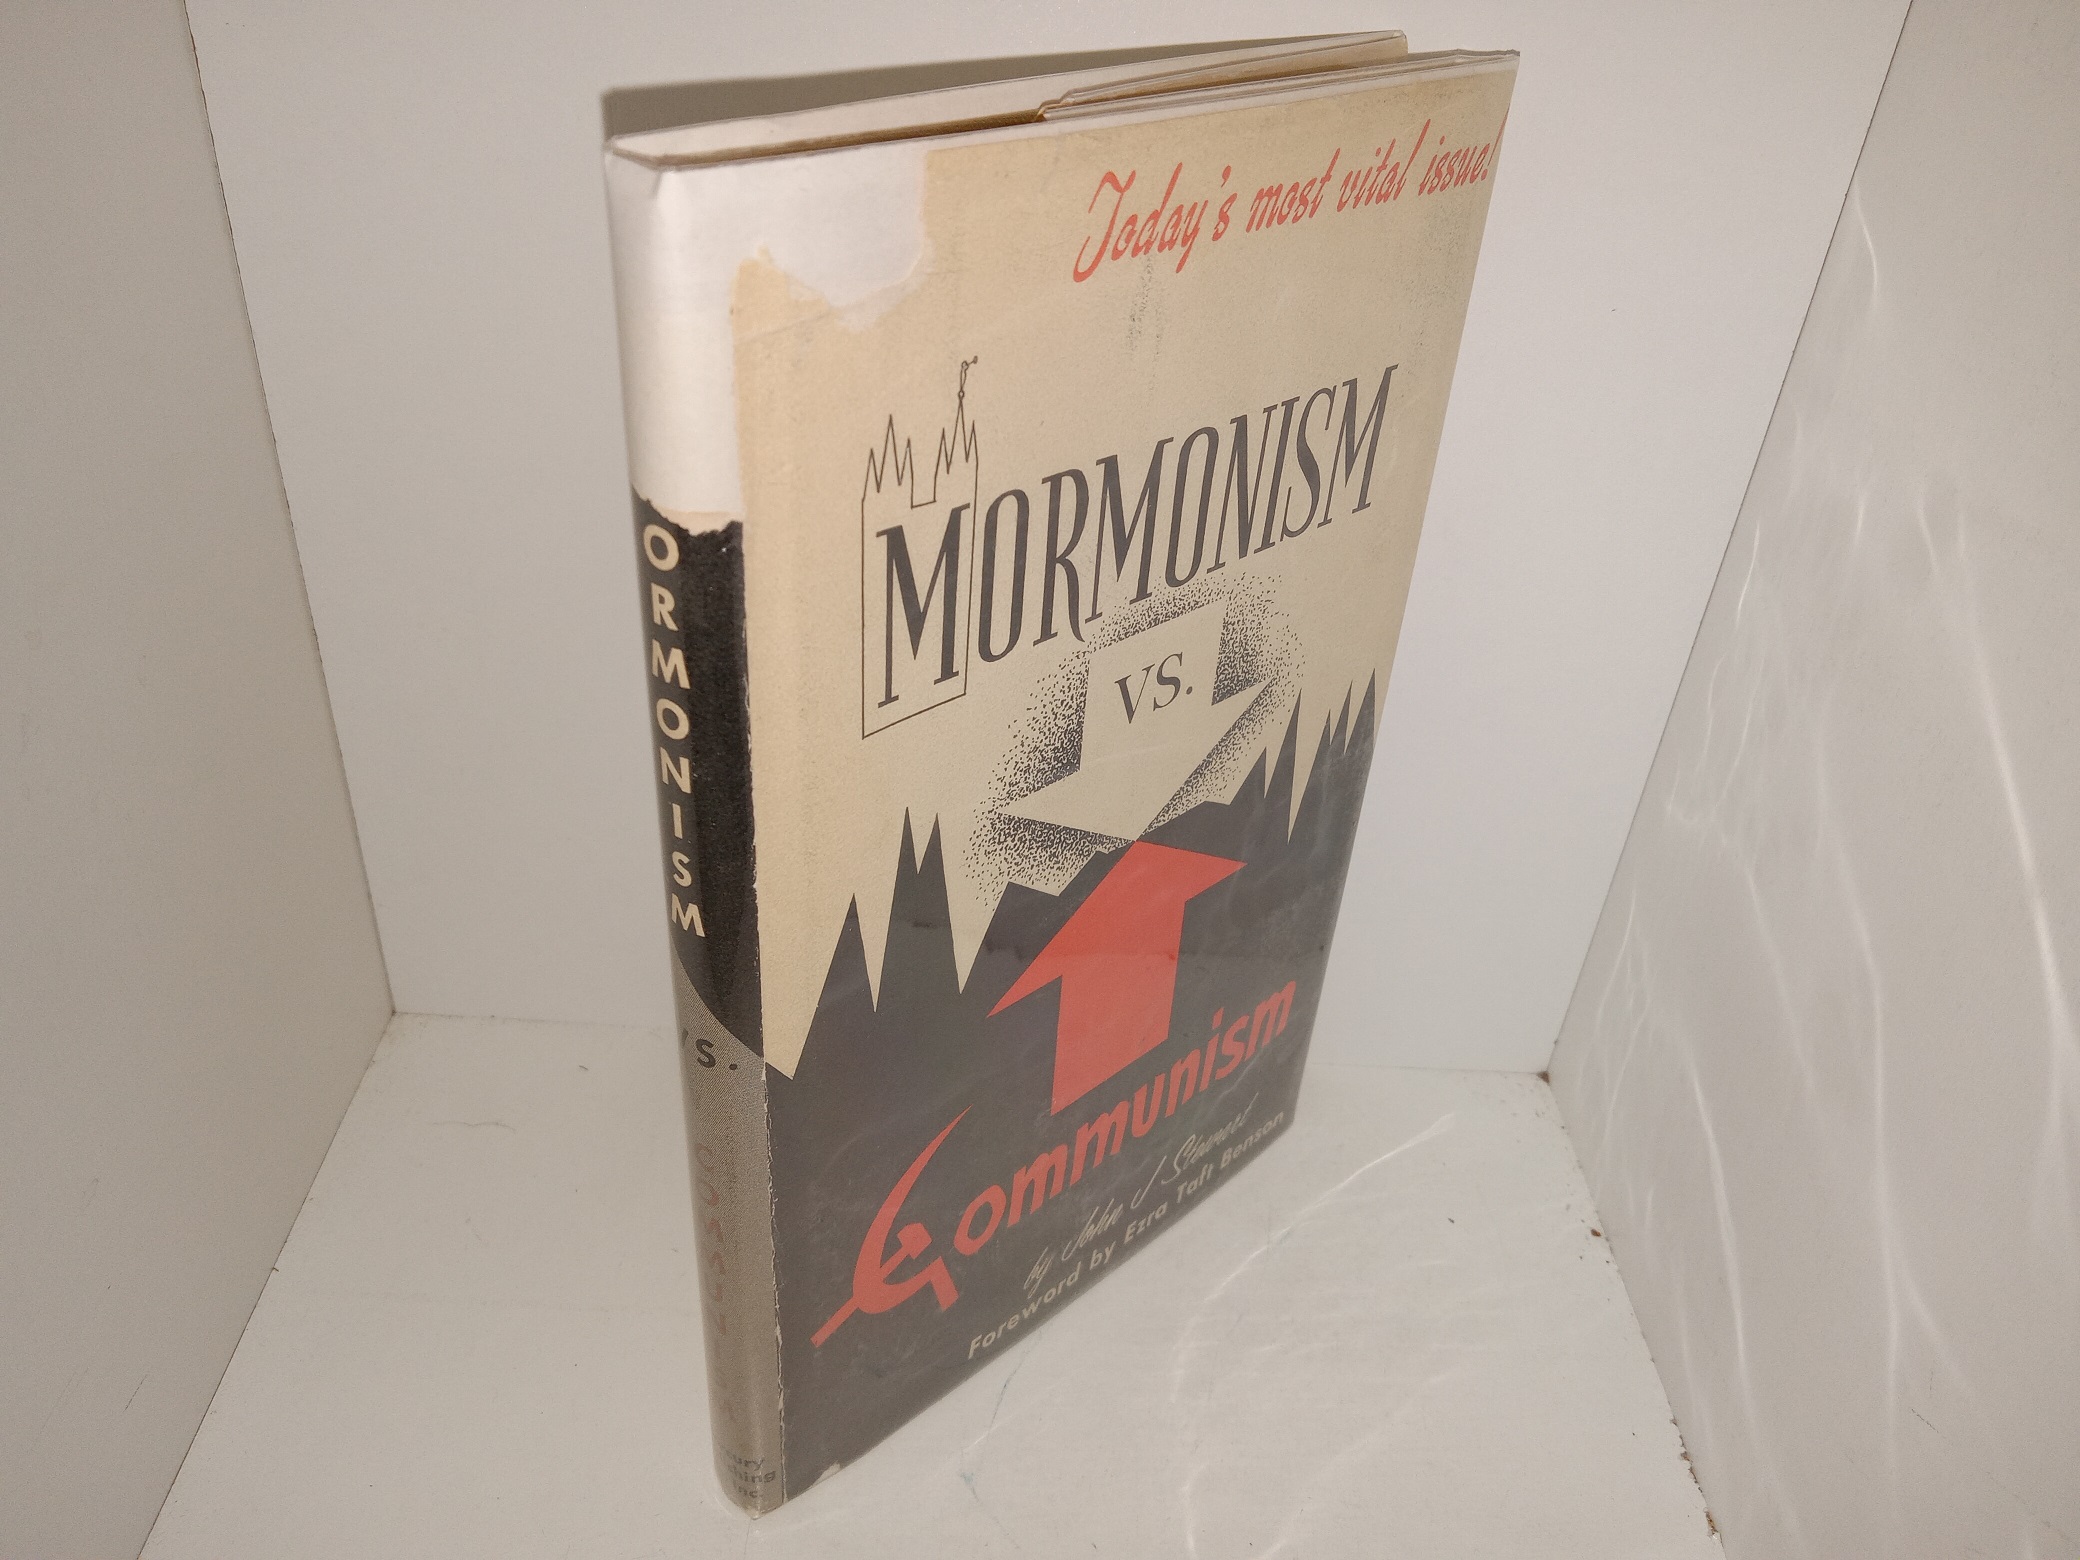 Today's most vital issue!
MORMONISM
vs.
Communism
by John J Stewart
Foreword by Ezra Taft Benson
ORMONISM
VS.